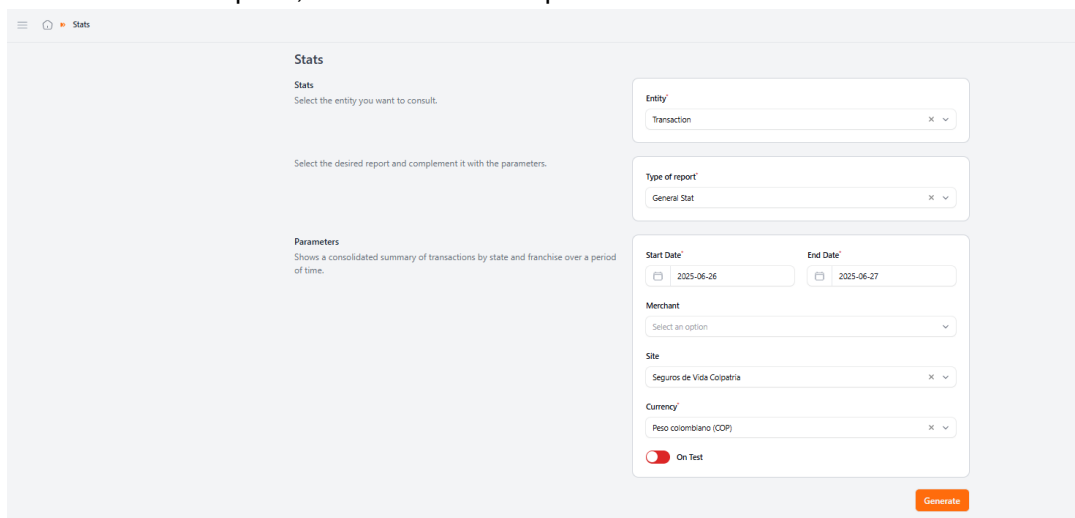 Stats
Stats
Stats
Select the entity you want to consult.
Entity*
Transaction
Select the desired report and complement it with the parameters.
Type of report*
General Stat
Parameters
Shows a consolidated summary of transactions by state and franchise over a period
of time.
Start Date* End Date*
2025-06-26 2025-06-27
Merchant
Select an option
Site
Seguros de Vida Colpatria
Currency*
Peso colombiano (COP)
On Test
Generate